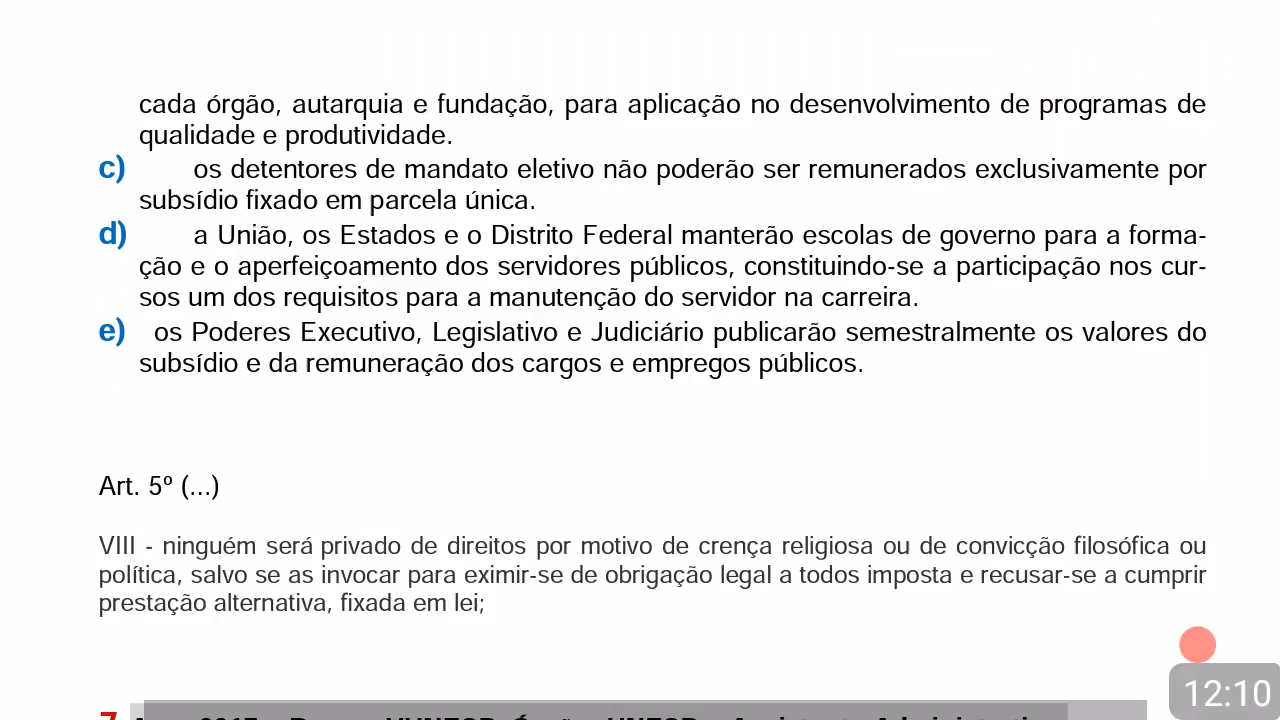 cada órgão, autarquia e fundação, para aplicação no desenvolvimento de programas de
qualidade e produtividade.
c) os detentores de mandato eletivo não poderão ser remunerados exclusivamente por
subsídio fixado em parcela única.
d) a União, os Estados e o Distrito Federal manterão escolas de governo para a forma-
ção e o aperfeiçoamento dos servidores públicos, constituindo-se a participação nos cur-
sos um dos requisitos para a manutenção do servidor na carreira.
e) os Poderes Executivo, Legislativo e Judiciário publicarão semestralmente os valores do
subsídio e da remuneração dos cargos e empregos públicos.
Art. 5º (...)
VIII - ninguém será privado de direitos por motivo de crença religiosa ou de convicção filosófica ou
política, salvo se as invocar para eximir-se de obrigação legal a todos imposta e recusar-se a cumprir
prestação alternativa, fixada em lei;
12:10